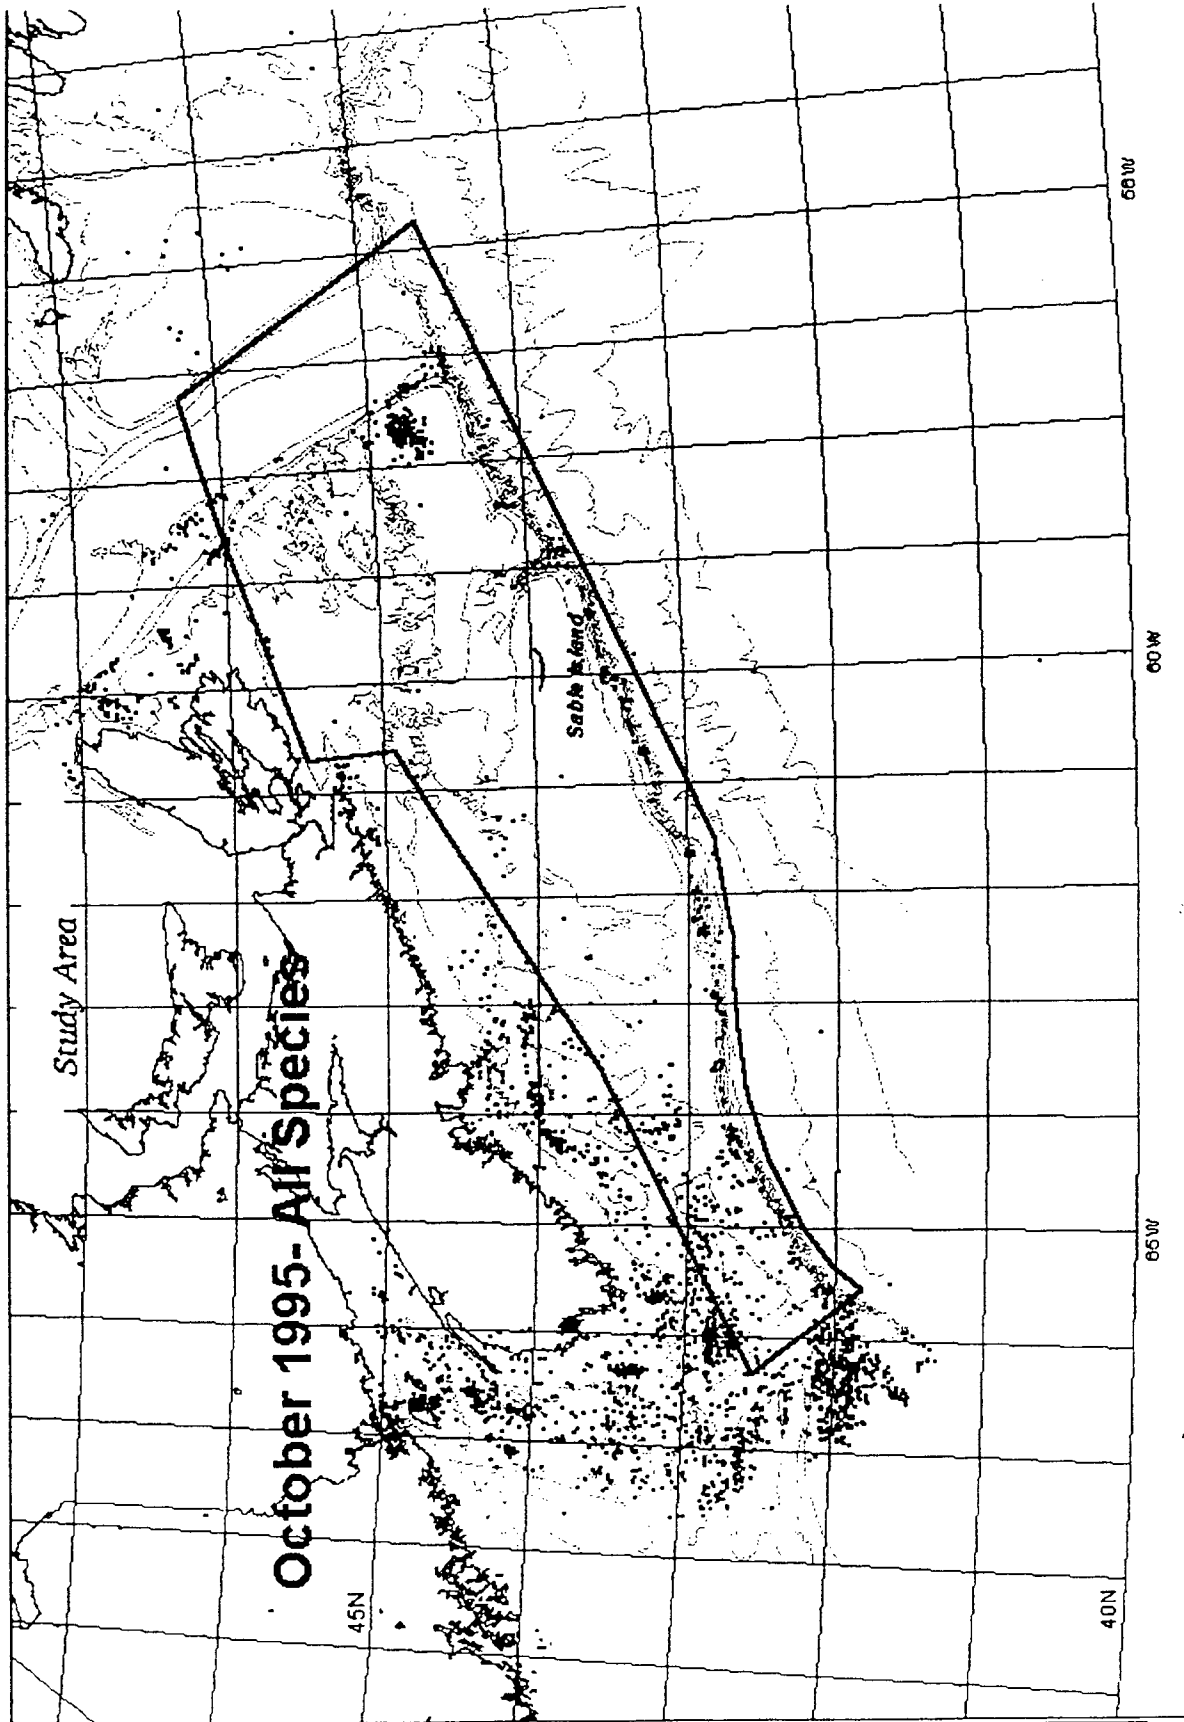 Study Area
October 1995- All Species
Sable Island
45N
40N
65W
60W
56W